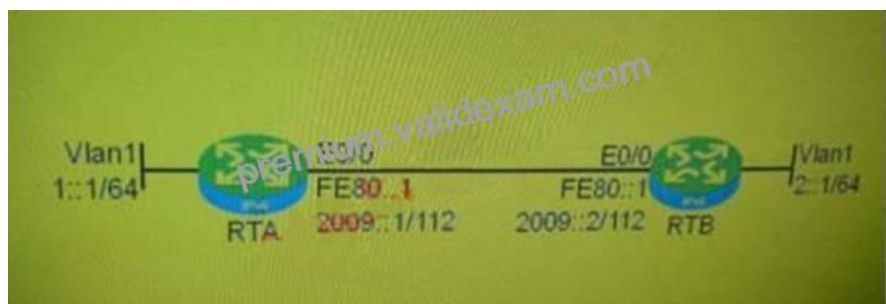 premium.validexam.com
Vlan1
1::1/64
E0/0
FE80::1
2009::1/112
RTA
E0/0
FE80::1
2009::2/112
RTB
Vlan1
2::1/64